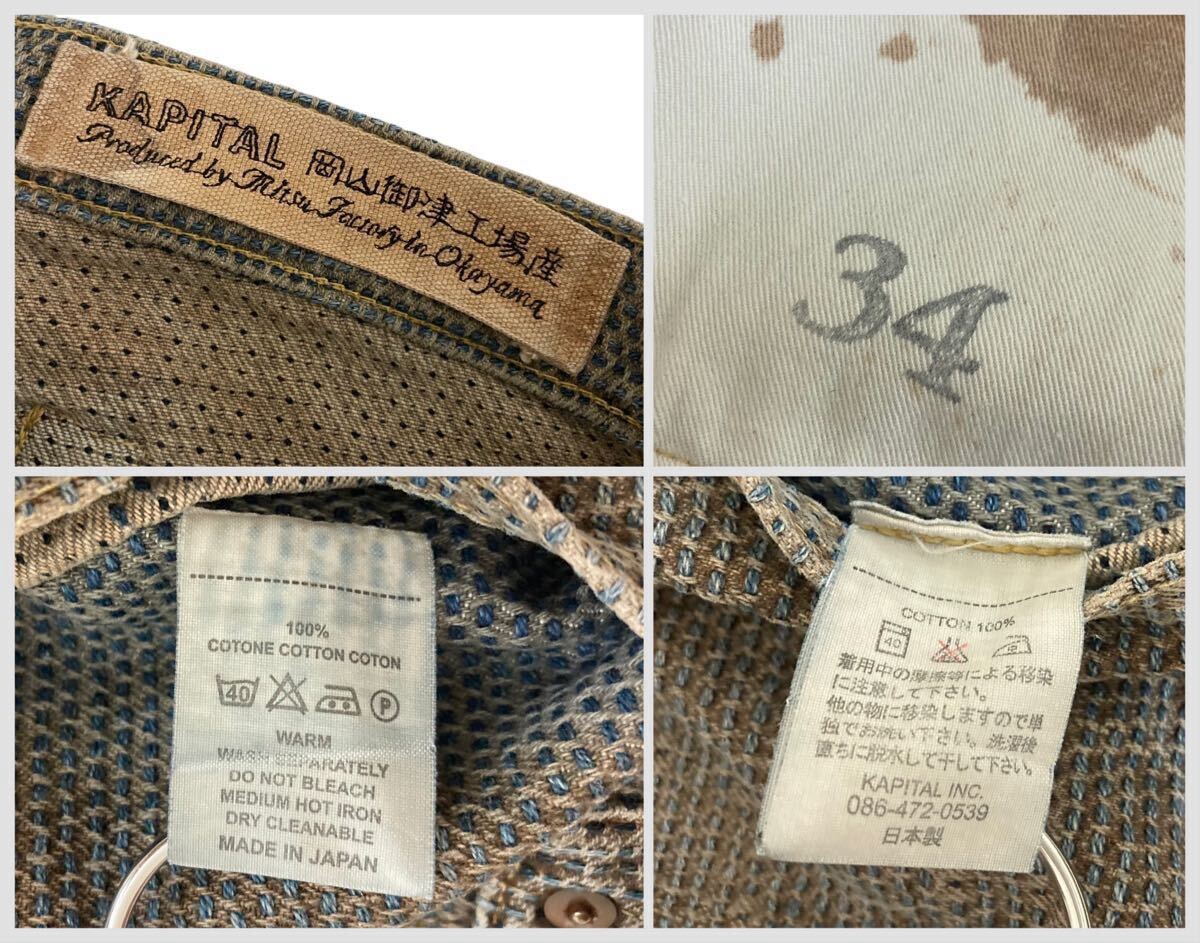 KAPITAL 岡山御津工場産
Produced by Mitsu Factory in Okayama
34
100%
COTONE COTTON COTON
40
P
WARM
WASH SEPARATELY
DO NOT BLEACH
MEDIUM HOT IRON
DRY CLEANABLE
MADE IN JAPAN
COTTON 100%
40
着用中の摩擦等による移染
に注意して下さい。
他の物に移染しますので単
独でお洗い下さい。洗濯後
直ちに脱水して干して下さい。
KAPITAL INC.
086-472-0539
日本製